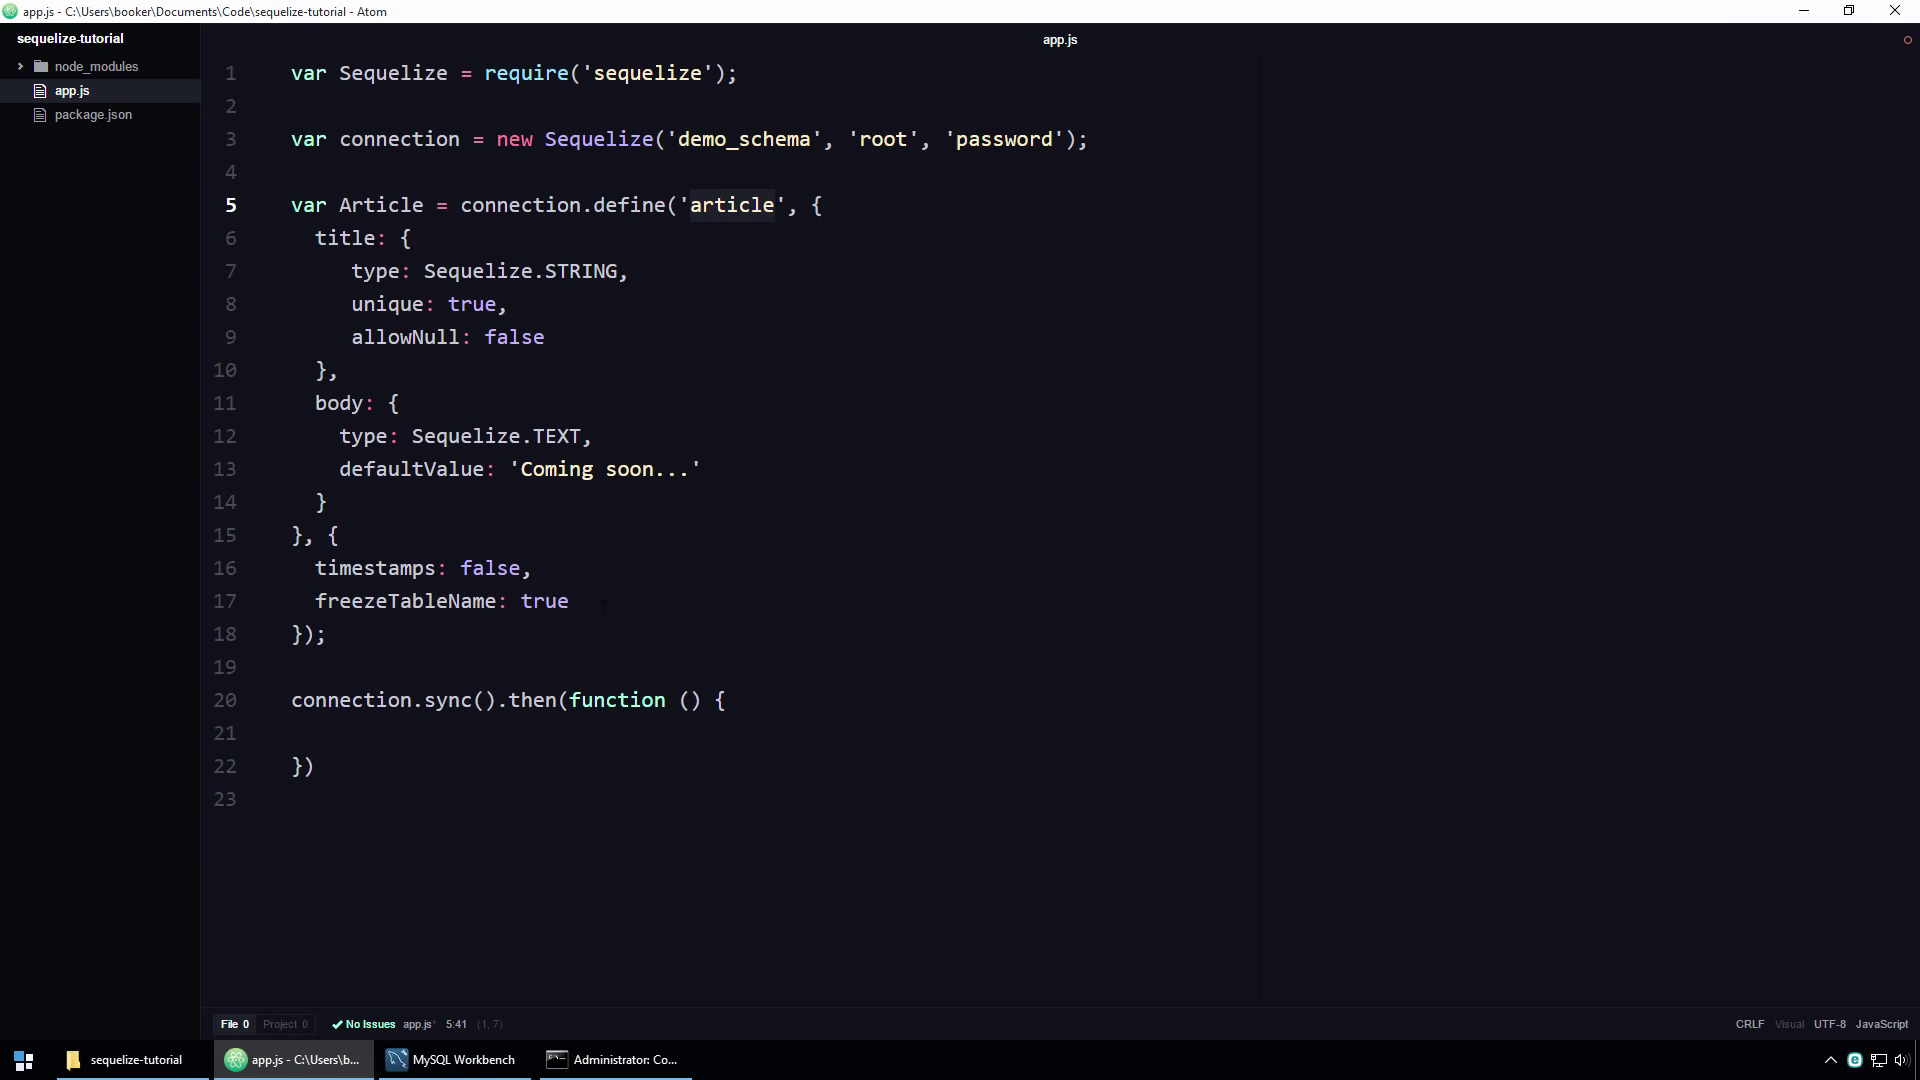 app.js - C:\Users\booker\Documents\Code\sequelize-tutorial - Atom
sequelize-tutorial
node_modules
app.js
package.json
app.js
1 var Sequelize = require('sequelize');
2
3 var connection = new Sequelize('demo_schema', 'root', 'password');
4
5 var Article = connection.define('article', {
6 title: {
7 type: Sequelize.STRING,
8 unique: true,
9 allowNull: false
10 },
11 body: {
12 type: Sequelize.TEXT,
13 defaultValue: 'Coming soon...'
14 }
15 }, {
16 timestamps: false,
17 freezeTableName: true
18 });
19
20 connection.sync().then(function () {
21
22 })
23
File 0 Project 0 No Issues app.js* 5:41 (1, 7) CRLF Visual UTF-8 JavaScript
sequelize-tutorial app.js - C:\Users\b... MySQL Workbench Administrator: Co...